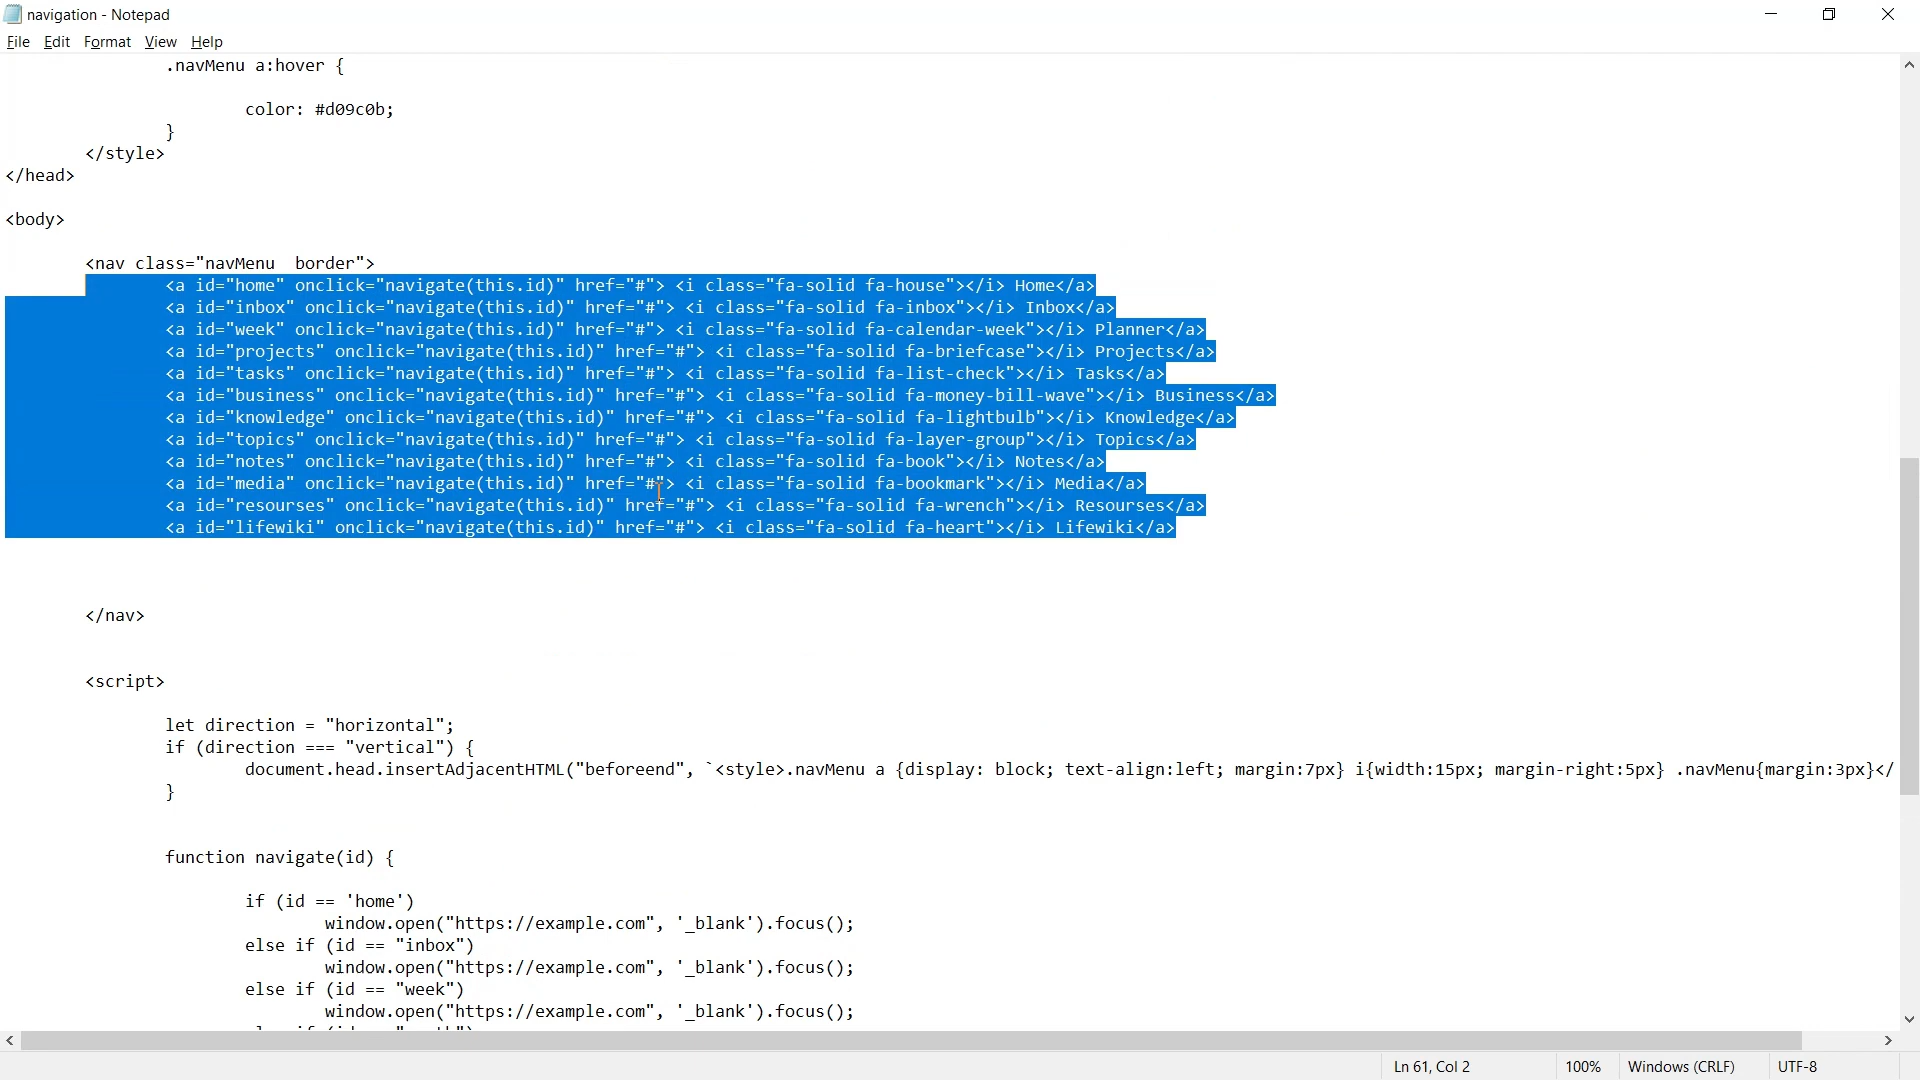 navigation - Notepad
File Edit Format View Help
.navMenu a:hover {
color: #d09c0b;
}
</style>
</head>
<body>
<nav class="navMenu  border">
<a id="home" onclick="navigate(this.id)" href="#"> <i class="fa-solid fa-house"></i> Home</a>
<a id="inbox" onclick="navigate(this.id)" href="#"> <i class="fa-solid fa-inbox"></i> Inbox</a>
<a id="week" onclick="navigate(this.id)" href="#"> <i class="fa-solid fa-calendar-week"></i> Planner</a>
<a id="projects" onclick="navigate(this.id)" href="#"> <i class="fa-solid fa-briefcase"></i> Projects</a>
<a id="tasks" onclick="navigate(this.id)" href="#"> <i class="fa-solid fa-list-check"></i> Tasks</a>
<a id="business" onclick="navigate(this.id)" href="#"> <i class="fa-solid fa-money-bill-wave"></i> Business</a>
<a id="knowledge" onclick="navigate(this.id)" href="#"> <i class="fa-solid fa-lightbulb"></i> Knowledge</a>
<a id="topics" onclick="navigate(this.id)" href="#"> <i class="fa-solid fa-layer-group"></i> Topics</a>
<a id="notes" onclick="navigate(this.id)" href="#"> <i class="fa-solid fa-book"></i> Notes</a>
<a id="media" onclick="navigate(this.id)" href="#"> <i class="fa-solid fa-bookmark"></i> Media</a>
<a id="resourses" onclick="navigate(this.id)" href="#"> <i class="fa-solid fa-wrench"></i> Resourses</a>
<a id="lifewiki" onclick="navigate(this.id)" href="#"> <i class="fa-solid fa-heart"></i> Lifewiki</a>
</nav>
<script>
let direction = "horizontal";
if (direction === "vertical") {
document.head.insertAdjacentHTML("beforeend", `<style>.navMenu a {display: block; text-align:left; margin:7px} i{width:15px; margin-right:5px} .navMenu{margin:3px}</
}
function navigate(id) {
if (id == 'home')
window.open("https://example.com", '_blank').focus();
else if (id == "inbox")
window.open("https://example.com", '_blank').focus();
else if (id == "week")
window.open("https://example.com", '_blank').focus();
Ln 61, Col 2 100% Windows (CRLF) UTF-8